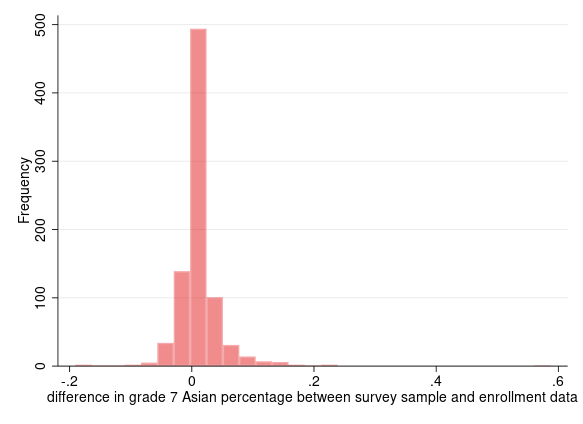 500
400
300
200
100
0
Frequency
-.2 0 .2 .4 .6
difference in grade 7 Asian percentage between survey sample and enrollment data